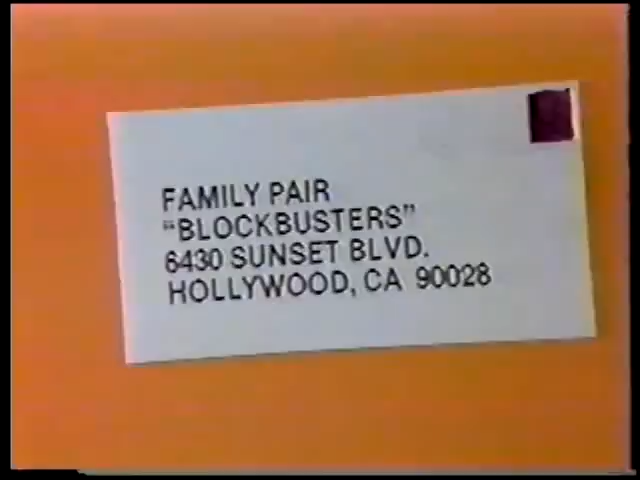 FAMILY PAIR
"BLOCKBUSTERS"
6430 SUNSET BLVD.
HOLLYWOOD, CA 90028